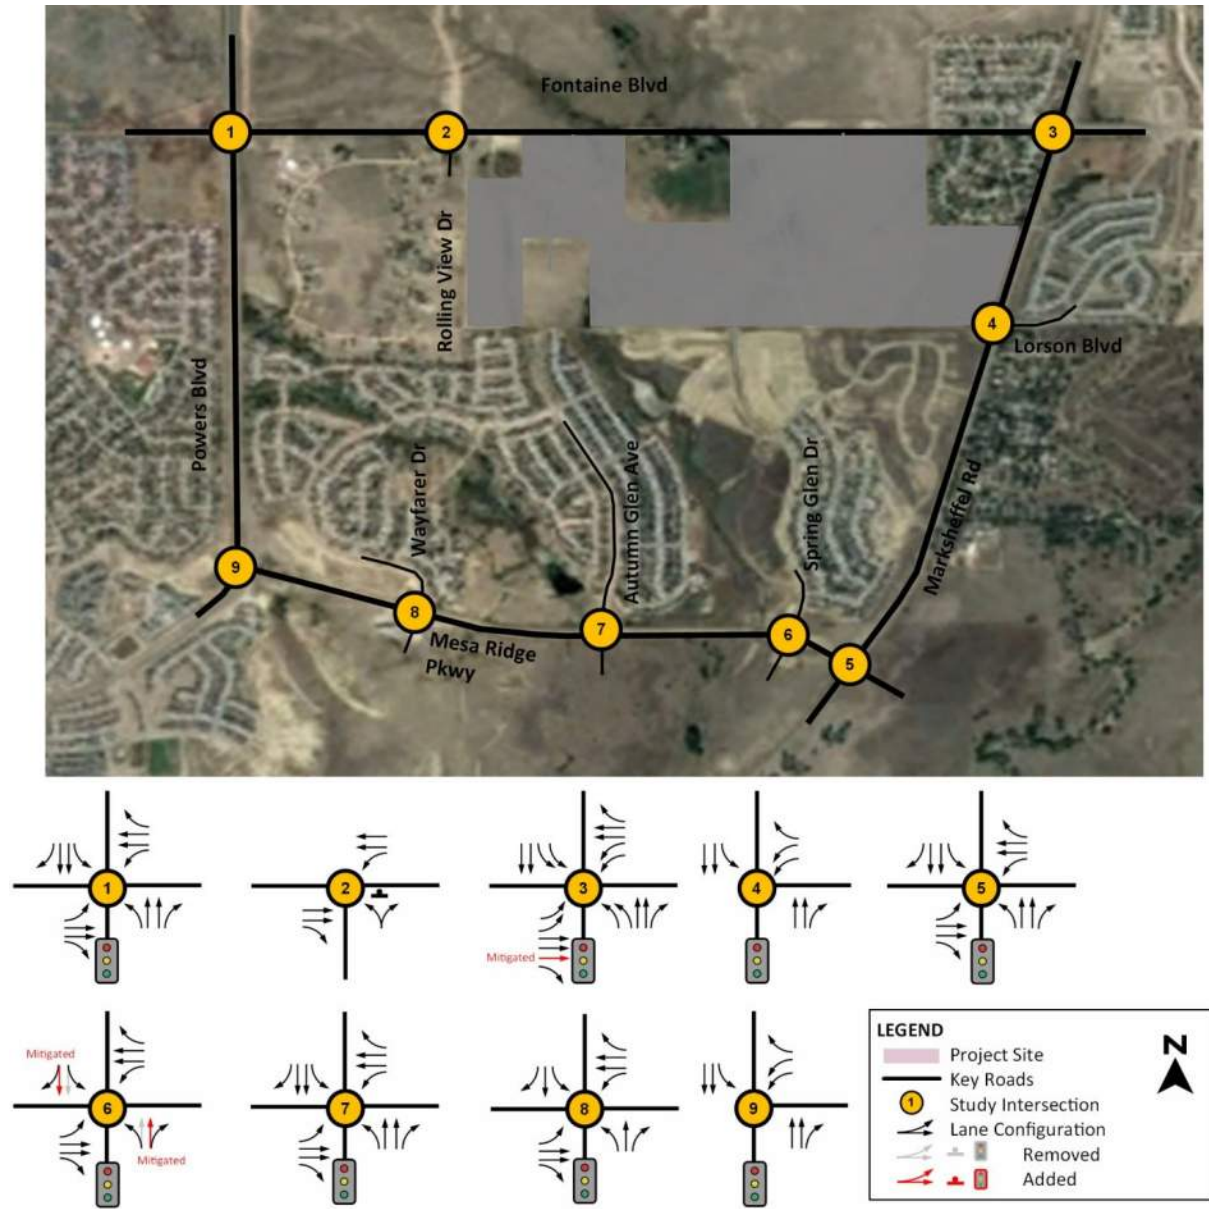 Fontaine Blvd
1
2
3
Rolling View Dr
4
Lorson Blvd
Powers Blvd
Wayfarer Dr
Autumn Glen Ave
Spring Glen Dr
Marksheffel Rd
9
8
7
6
5
Mesa Ridge
Pkwy
1
2
3
4
5
Mitigated
Mitigated
6
7
8
9
Mitigated
LEGEND
Project Site
Key Roads
1 Study Intersection
Lane Configuration
Removed
Added
N